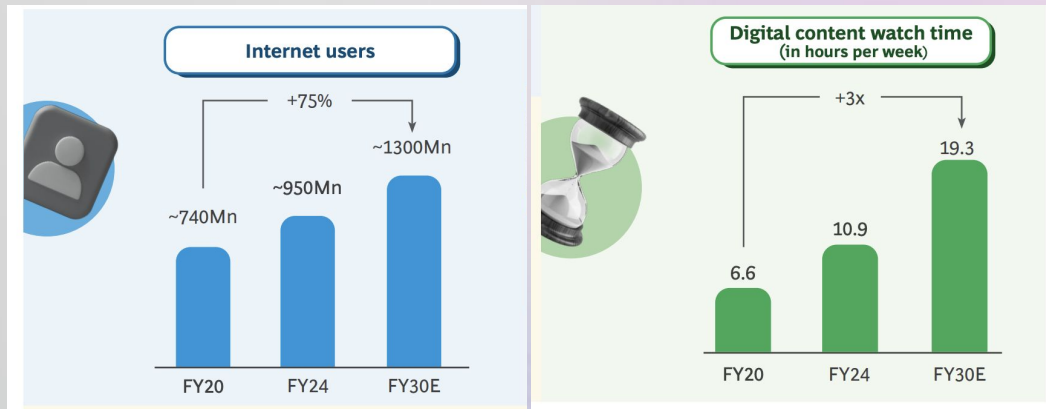 Internet users
+75%
~1300Mn
~950Mn
~740Mn
FY20
FY24
FY30E
Digital content watch time
(in hours per week)
+3x
19.3
10.9
6.6
FY20
FY24
FY30E